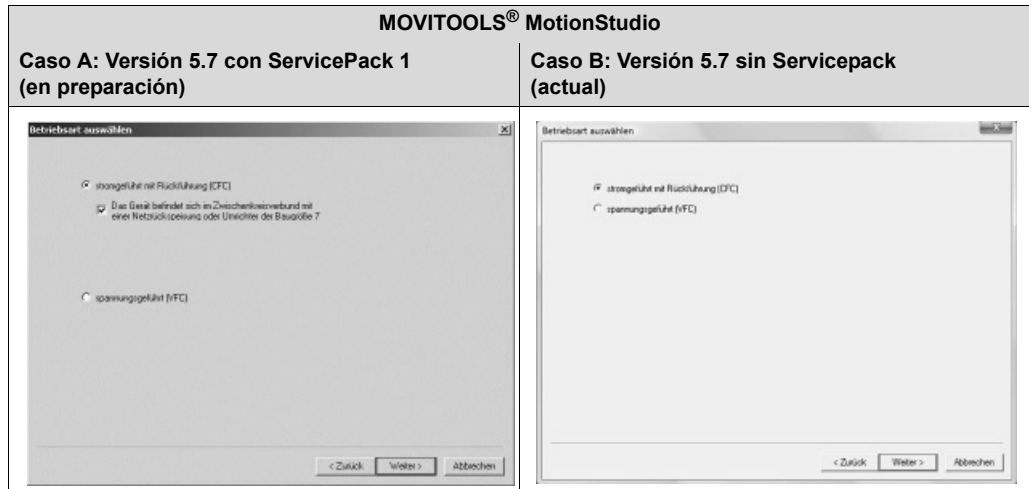 MOVITOOLS® MotionStudio
Caso A: Versión 5.7 con ServicePack 1
(en preparación)
Caso B: Versión 5.7 sin Servicepack
(actual)
Betriebsart auswählen
stromgeführt mit Rückführung (CFC)
Das Gerät befindet sich im Zwischenkreisverbund mit
einer Netzrückspeisung oder Umrichter der Baugröße 7
spannungsgeführt (VFC)
< Zurück Weiter > Abbrechen
Betriebsart auswählen
stromgeführt mit Rückführung (CFC)
spannungsgeführt (VFC)
< Zurück Weiter > Abbrechen